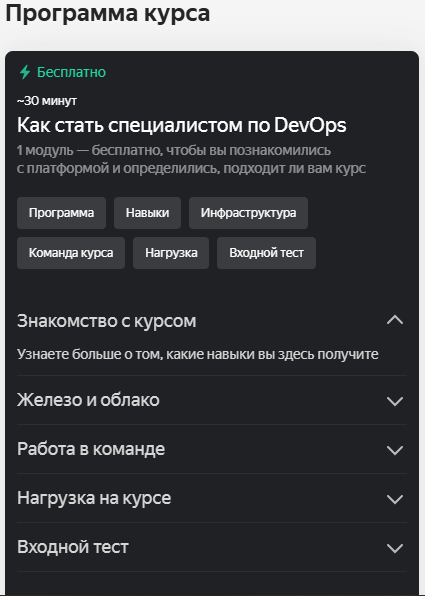 Программа курса
Бесплатно
~30 минут
Как стать специалистом по DevOps
1 модуль — бесплатно, чтобы вы познакомились
с платформой и определились, подходит ли вам курс
Программа Навыки Инфраструктура
Команда курса Нагрузка Входной тест
Знакомство с курсом
Узнаете больше о том, какие навыки вы здесь получите
Железо и облако
Работа в команде
Нагрузка на курсе
Входной тест